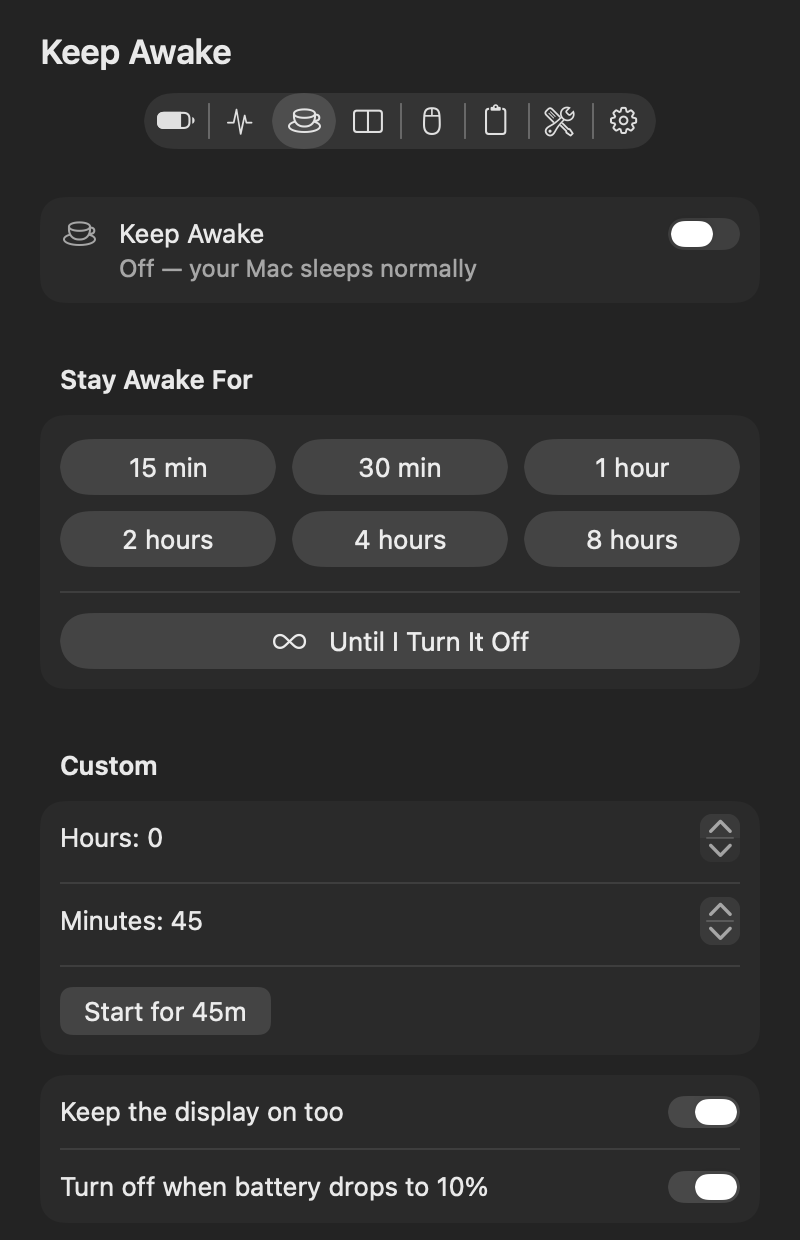 Keep Awake
Keep Awake
Off — your Mac sleeps normally
Stay Awake For
15 min
30 min
1 hour
2 hours
4 hours
8 hours
Until I Turn It Off
Custom
Hours: 0
Minutes: 45
Start for 45m
Keep the display on too
Turn off when battery drops to 10%